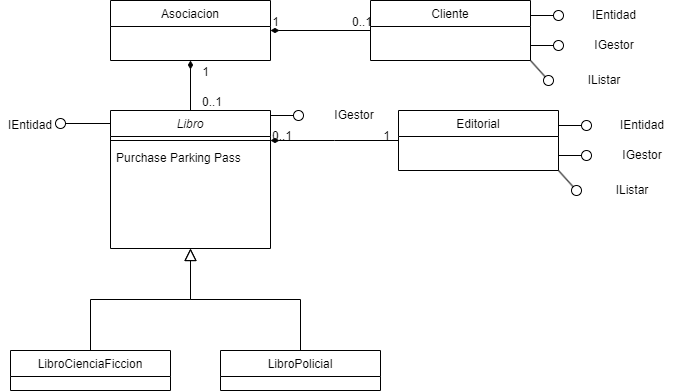 Asociacion
Cliente
IEntidad
IGestor
IListar
1
0..1
1
0..1
IEntidad
Libro
IGestor
Editorial
IEntidad
IGestor
IListar
0..1
1
Purchase Parking Pass
LibroCienciaFiccion
LibroPolicial